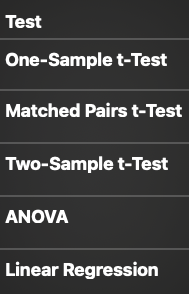 Test
One-Sample t-Test
Matched Pairs t-Test
Two-Sample t-Test
ANOVA
Linear Regression